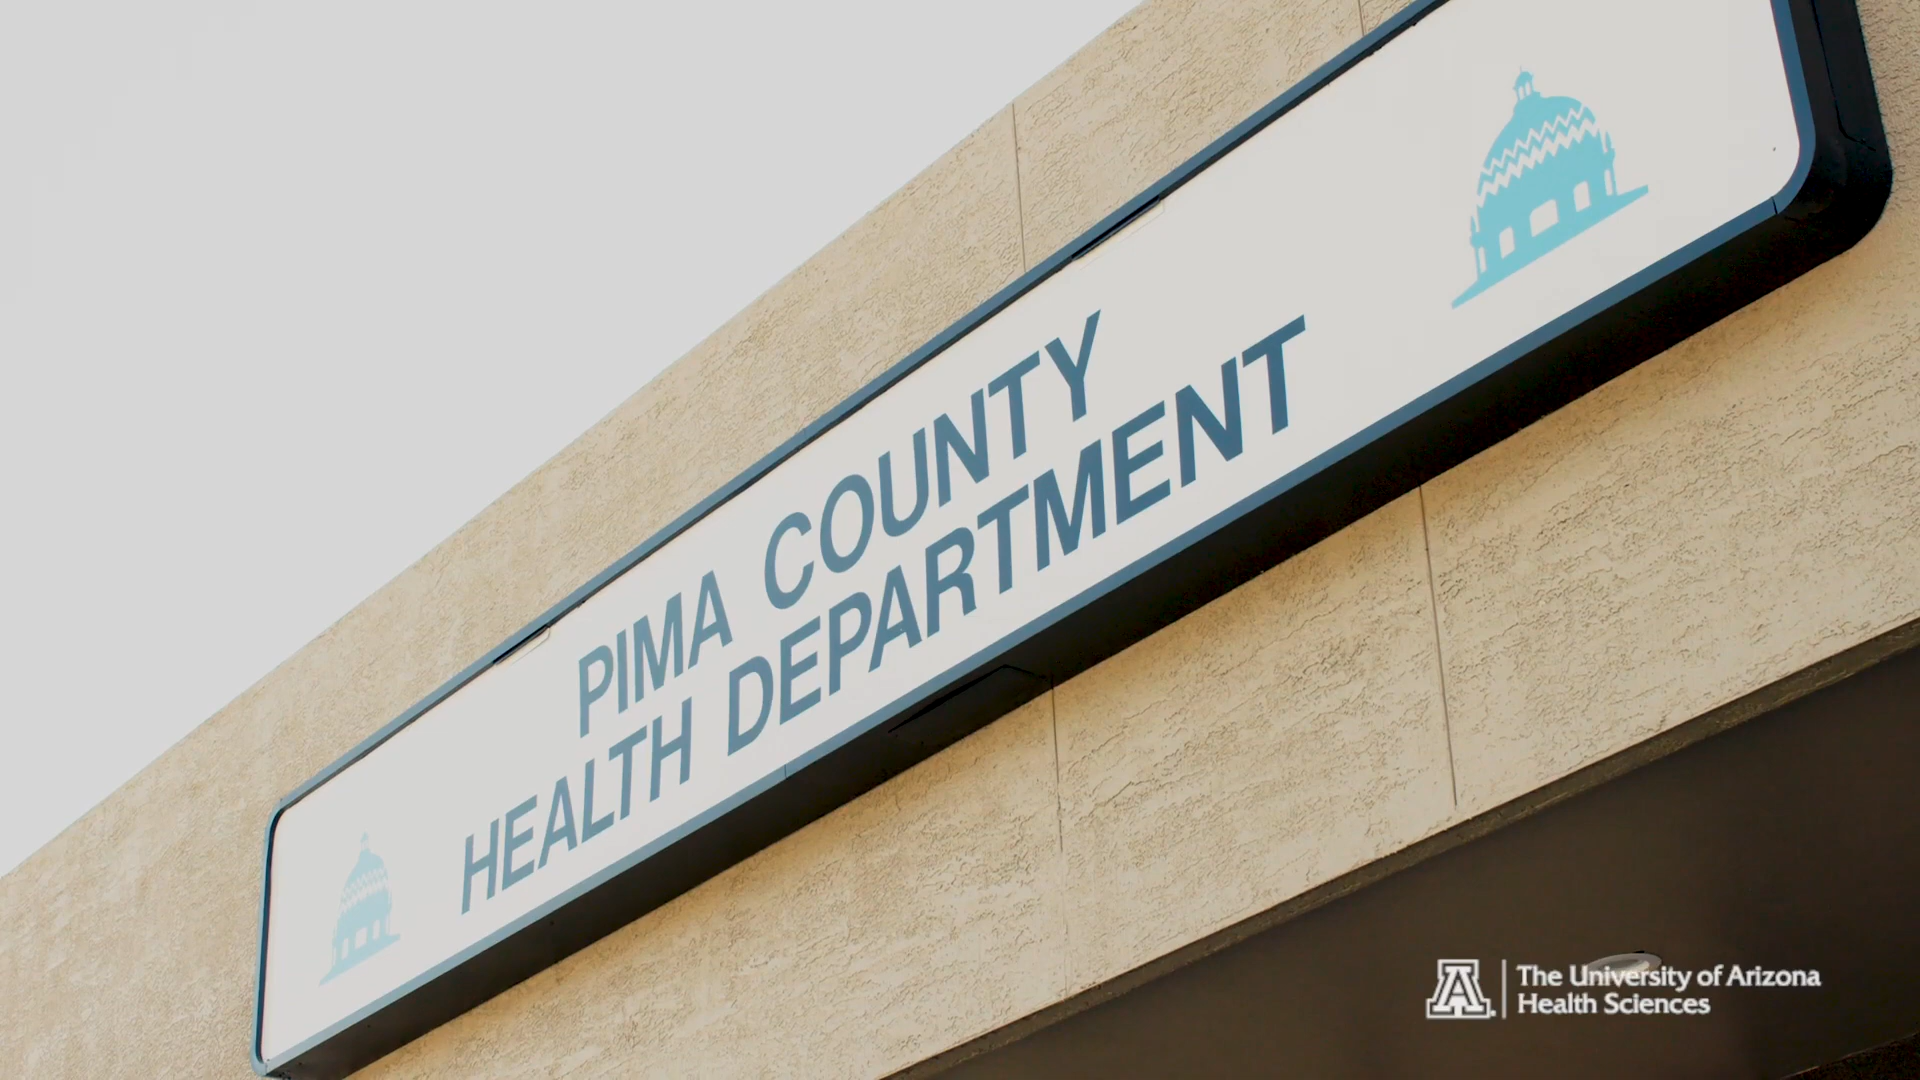 PIMA COUNTY
HEALTH DEPARTMENT
A
The University of Arizona
Health Sciences